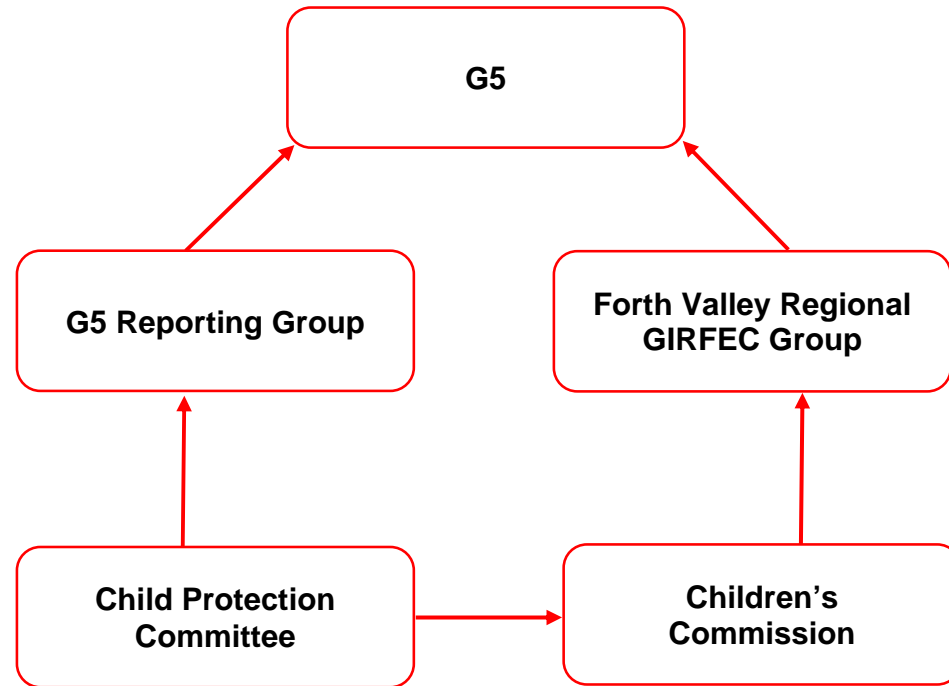 G5
G5 Reporting Group
Forth Valley Regional
GIRFEC Group
Child Protection
Committee
Children’s
Commission